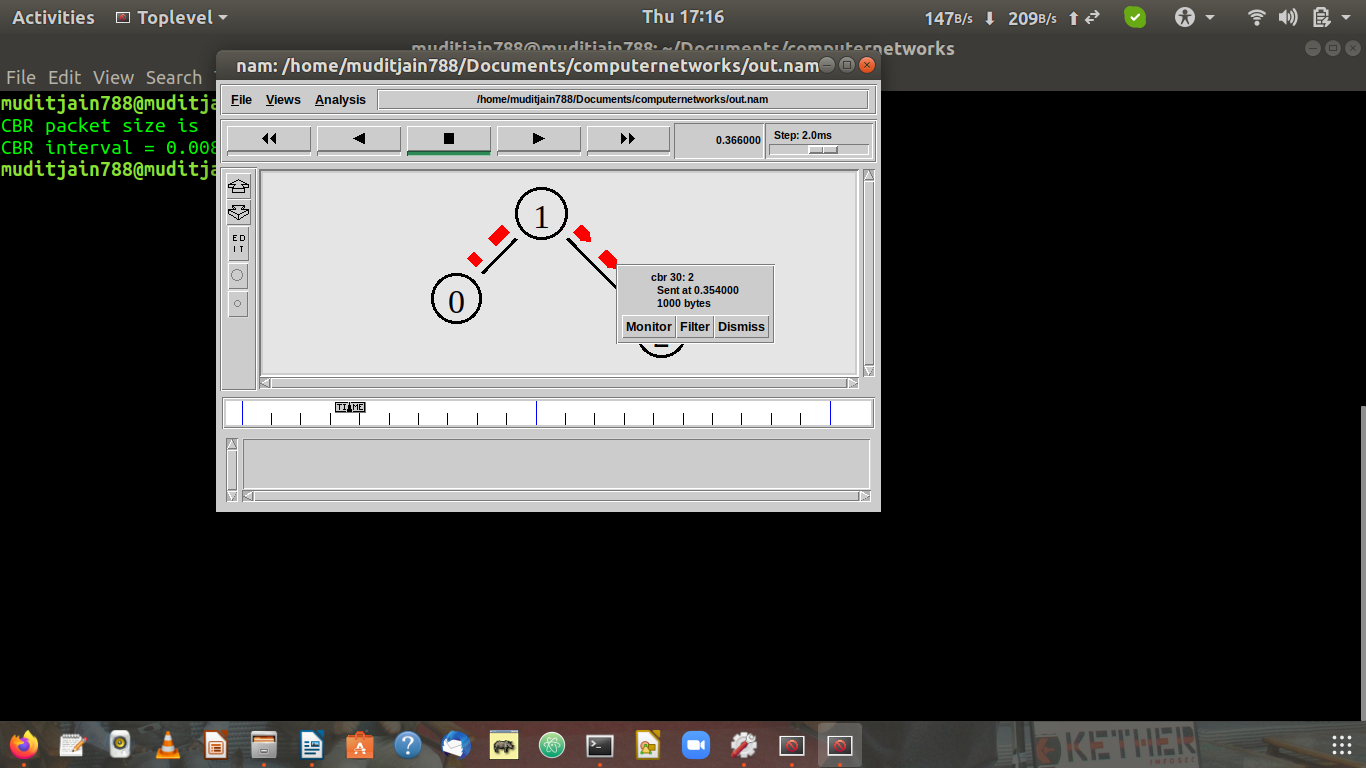 Activities Toplevel Thu 17:16 147B/s 209B/s
muditjain788@muditjain788: ~/Documents/computernetworks
File Edit View Search
muditjain788@muditja
CBR packet size is
CBR interval = 0.008
muditjain788@muditja
nam: /home/muditjain788/Documents/computernetworks/out.nam
File Views Analysis /home/muditjain788/Documents/computernetworks/out.nam
0.366000 Step: 2.0ms
ED
IT
1
0
cbr 30: 2
Sent at 0.354000
1000 bytes
Monitor Filter Dismiss
TIME
KETHER